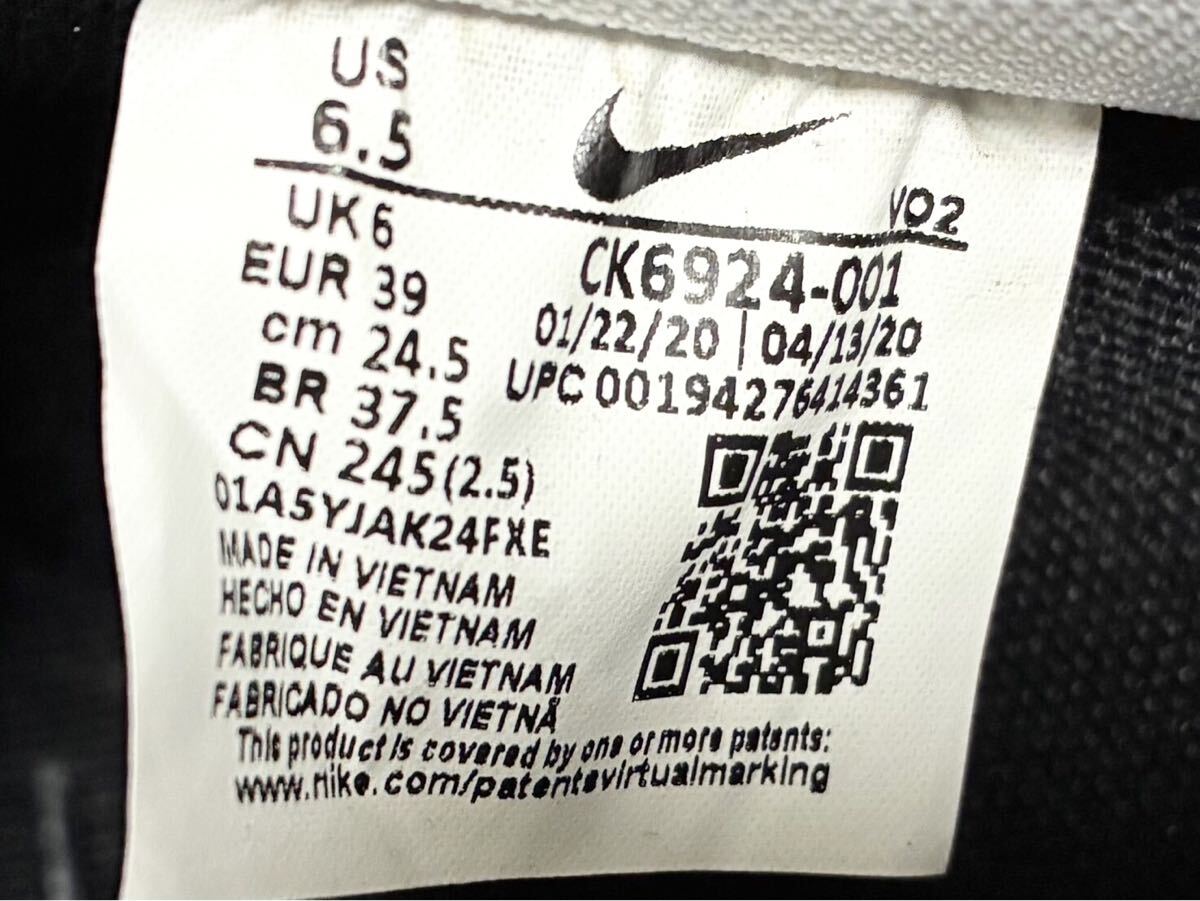 US
6.5
UK 6
EUR 39
cm 24.5
BR 37.5
CN 245(2.5)
VO2
CK6924-001
01/22/20 | 04/13/20
UPC 00194276414361
01A5YJAK24FXE
MADE IN VIETNAM
HECHO EN VIETNAM
FABRIQUE AU VIETNAM
FABRICADO NO VIETNÃ
This product is covered by one or more patents:
www.nike.com/patentsvirtualmarking